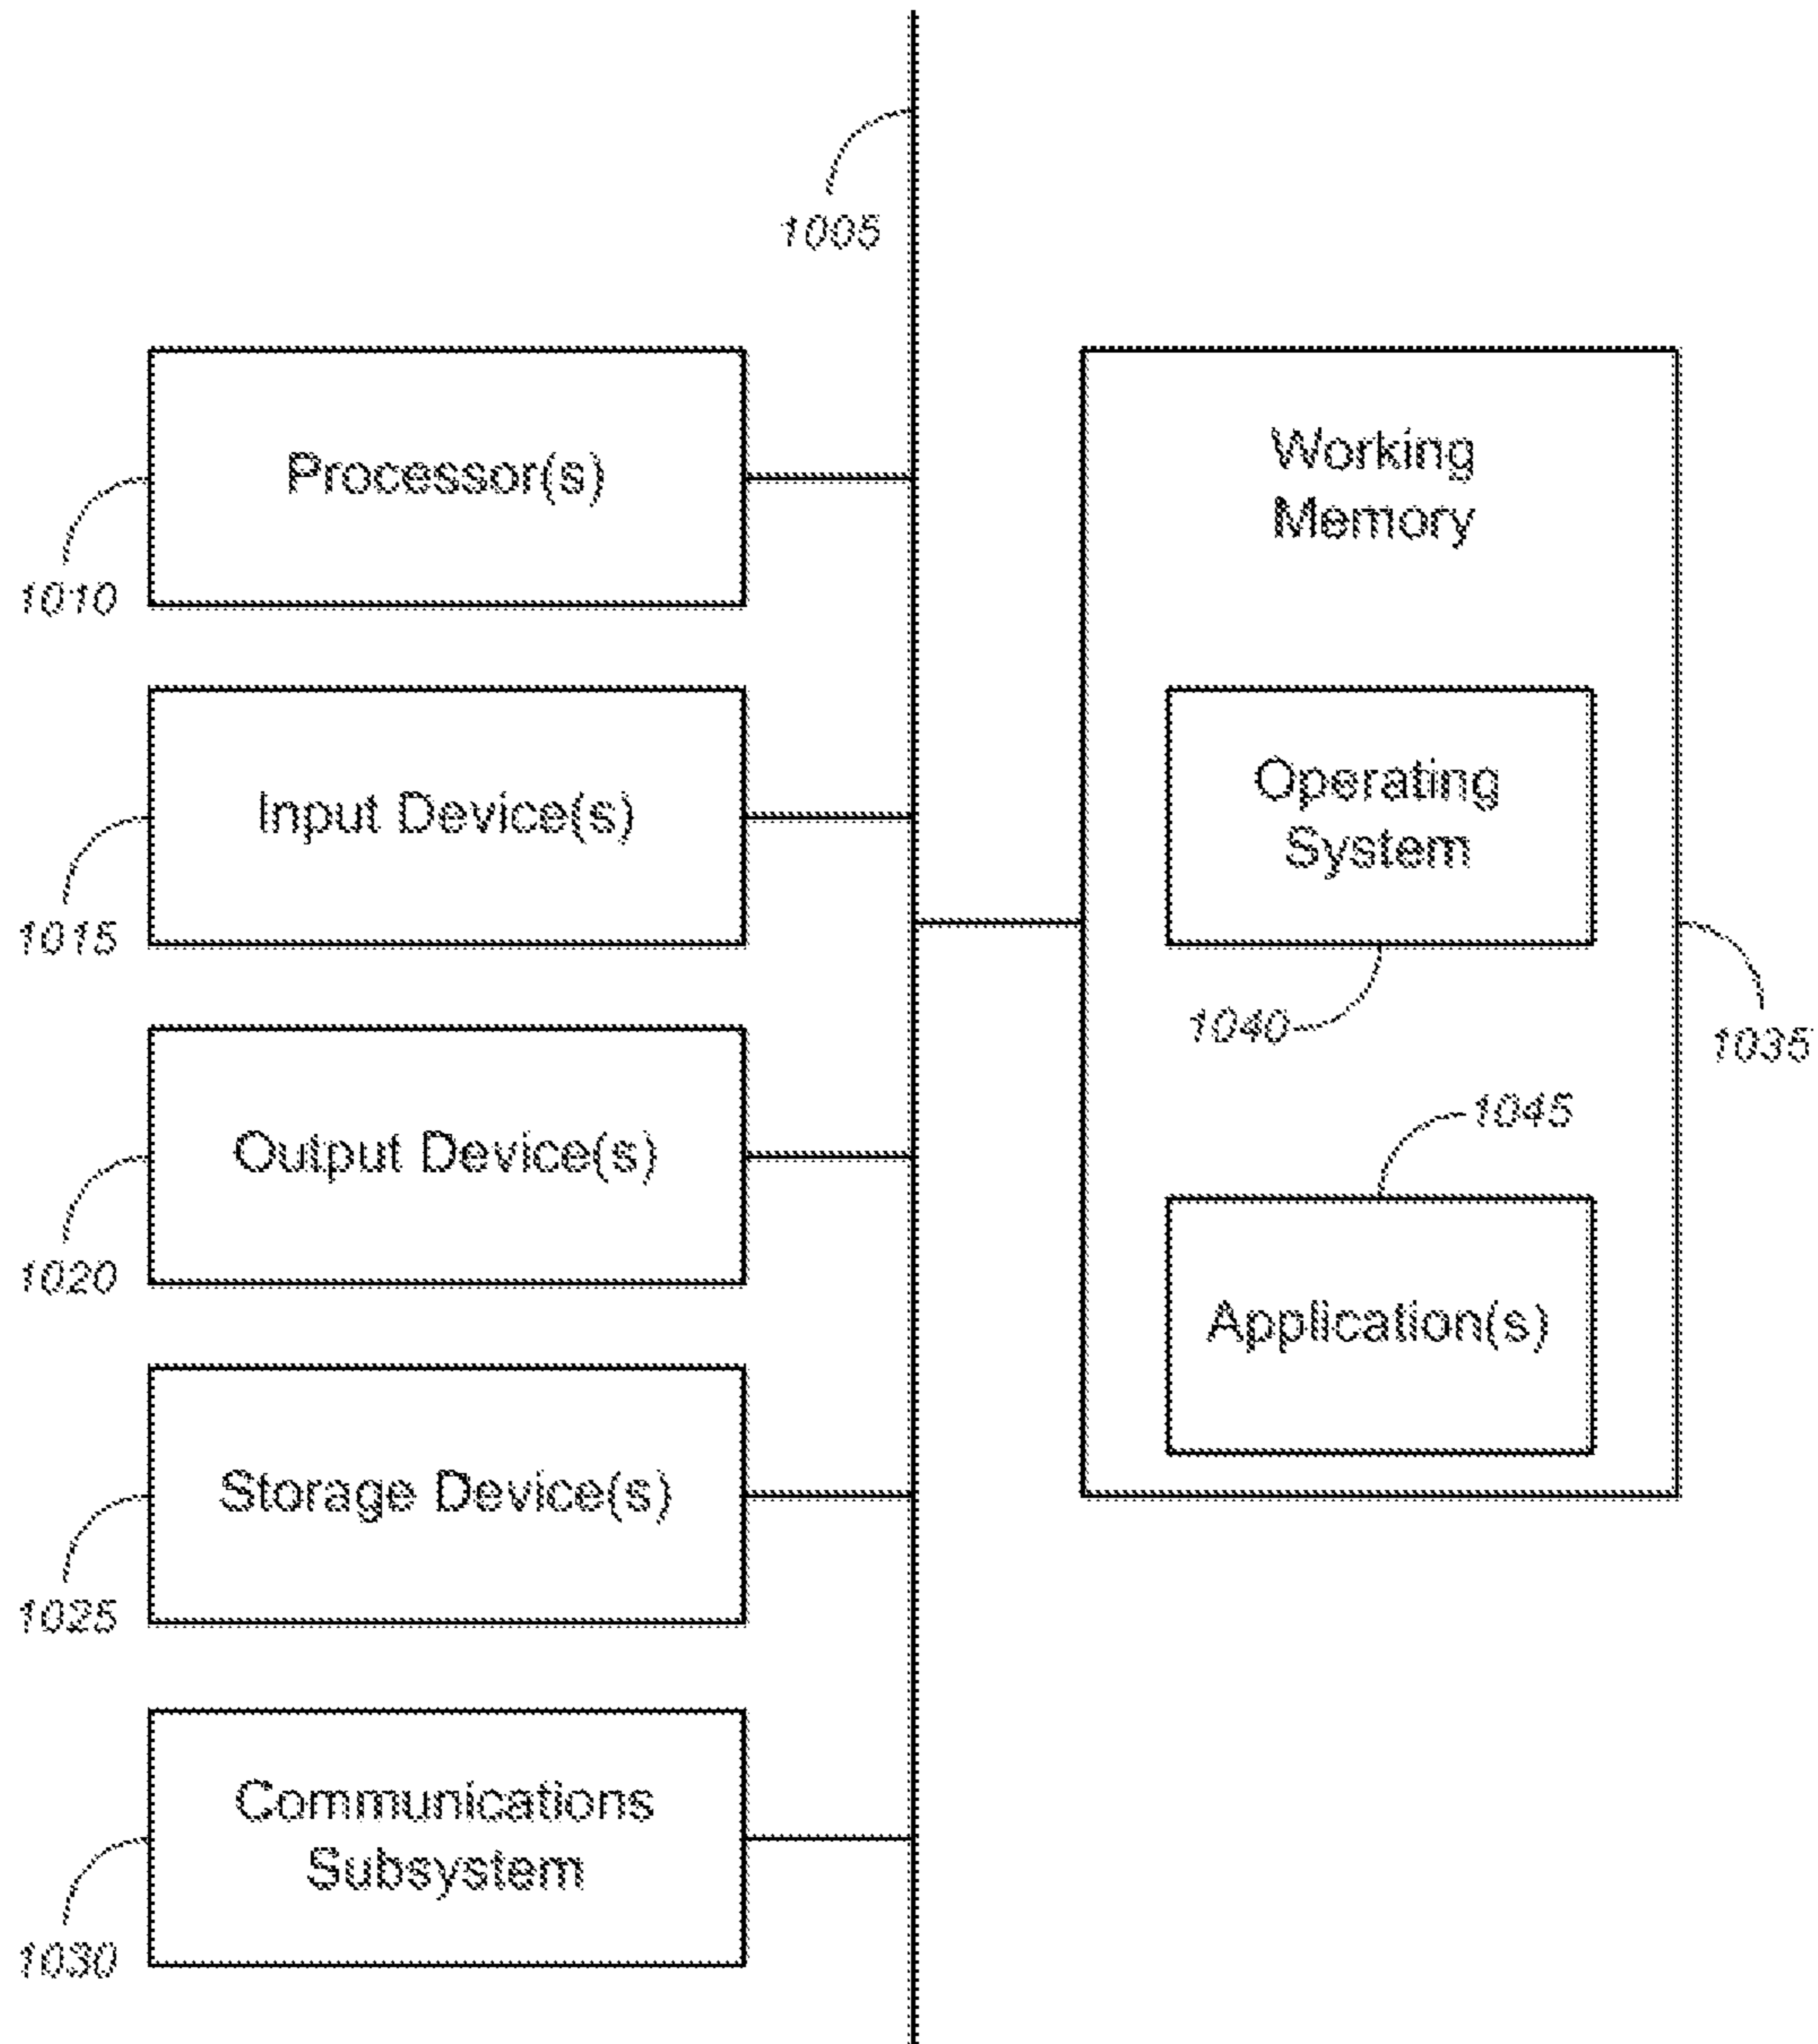 1005
Processor(s)
1010
Input Device(s)
1015
Output Device(s)
1020
Storage Device(s)
1025
Communications
Subsystem
1030
Working
Memory
Operating
System
1040
1035
1045
Application(s)